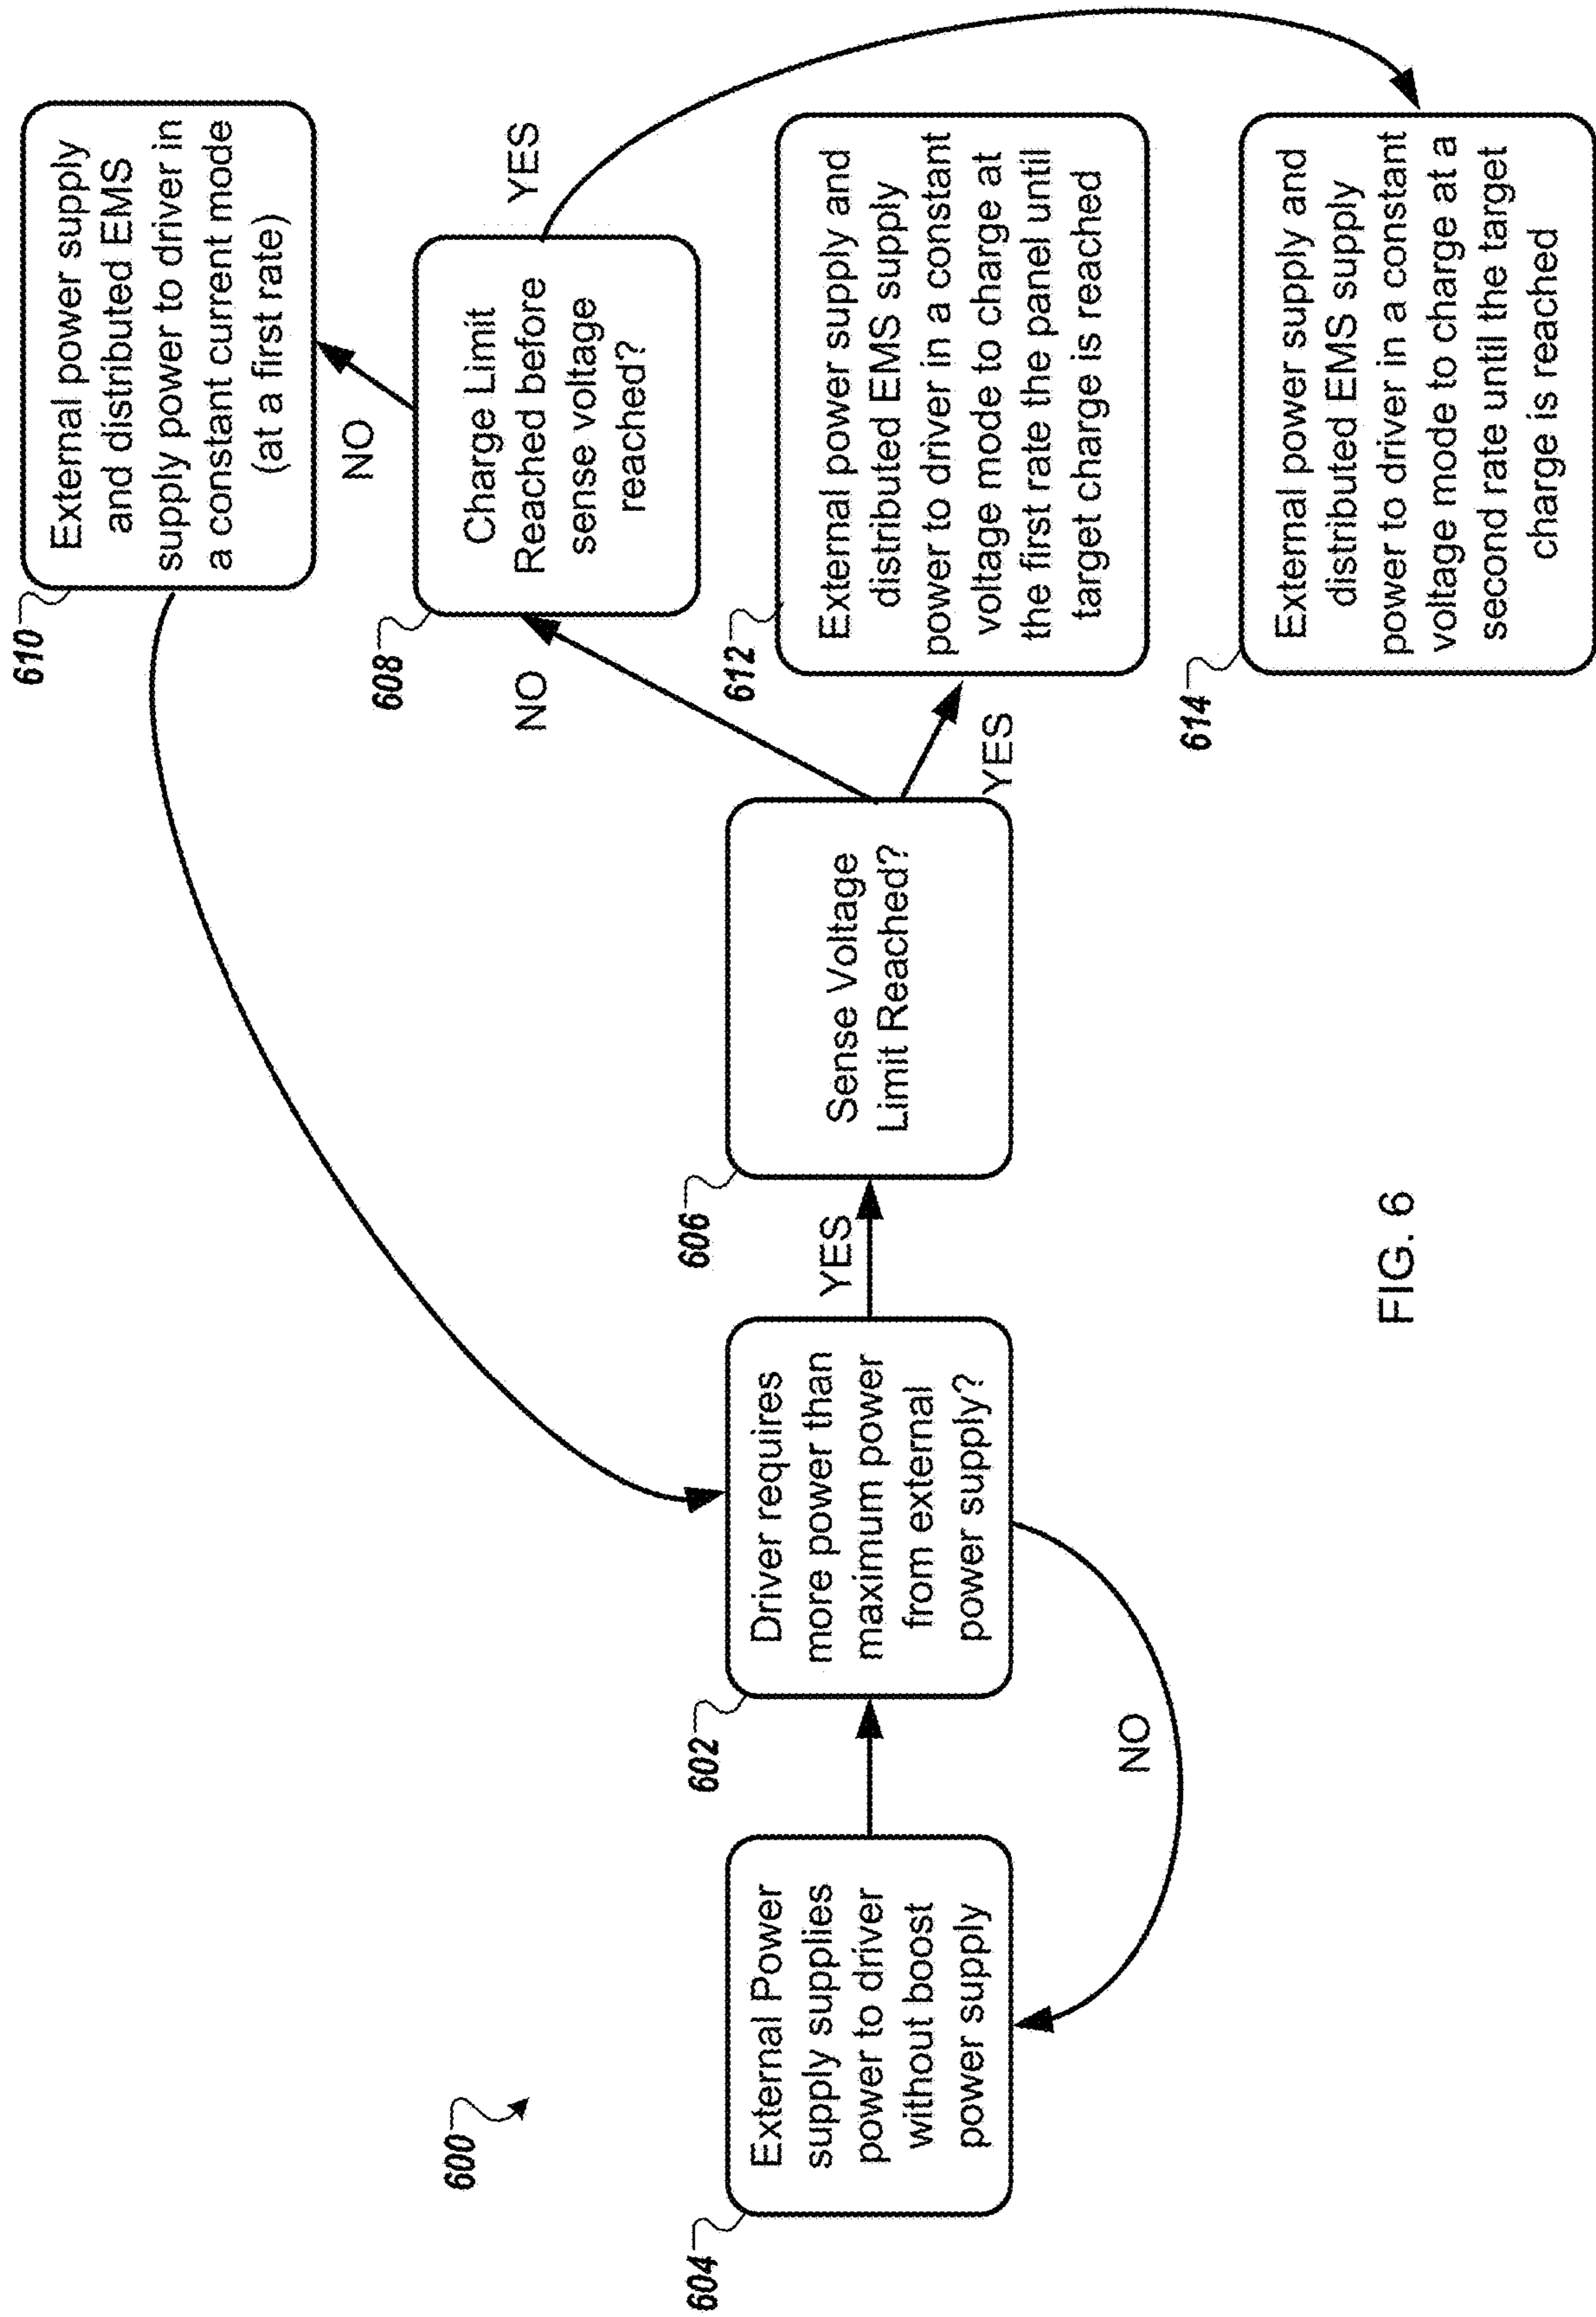 600
604
External Power
supply supplies
power to driver
without boost
power supply
602
Driver requires
more power than
maximum power
from external
power supply?
NO
YES
606
Sense Voltage
Limit Reached?
NO
YES
608
Charge Limit
Reached before
sense voltage
reached?
NO
YES
610
External power supply
and distributed EMS
supply power to driver in
a constant current mode
(at a first rate)
612
External power supply and
distributed EMS supply
power to driver in a constant
voltage mode to charge at
the first rate the panel until
target charge is reached
614
External power supply and
distributed EMS supply
power to driver in a constant
voltage mode to charge at a
second rate until the target
charge is reached
FIG. 6